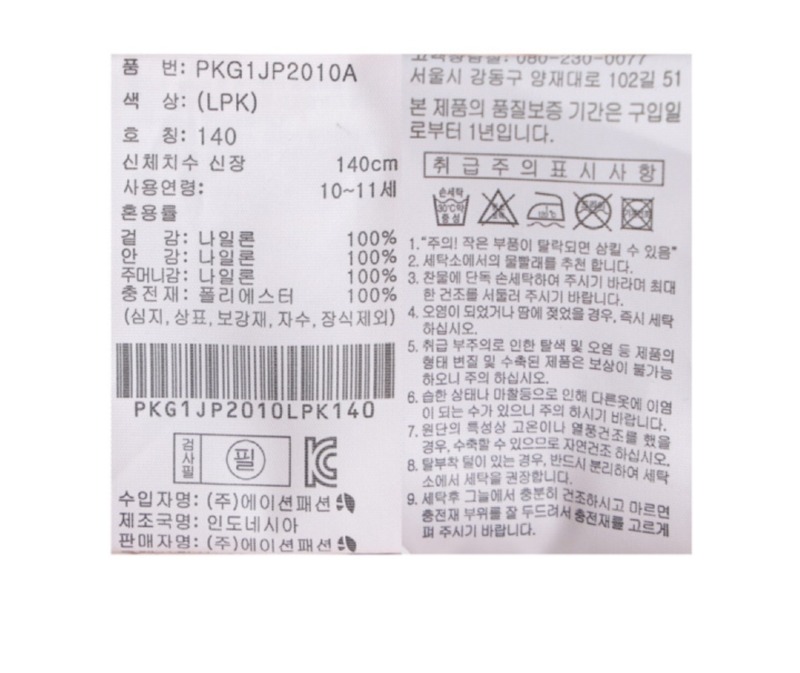 품 번: PKG1JP2010A
색 상: (LPK)
호 칭: 140
신체치수 신장 140cm
사용연령: 10~11세
혼용률
겉 감: 나일론 100%
안 감: 나일론 100%
주머니감: 나일론 100%
충전재: 폴리에스터 100%
(심지,상표,보강재,자수,장식제외)
PKG1JP2010LPK140
검사필 필
수입자명: (주)에이션패션
제조국명: 인도네시아
판매자명: (주)에이션패션
고객상담실: 080-230-0077
서울시 강동구 양재대로 102길 51
본 제품의 품질보증 기간은 구입일
로부터 1년입니다.
취급주의표시사항
손세탁
30℃
중성
1."주의! 작은 부품이 탈락되면 삼킬 수 있음"
2. 세탁소에서의 물빨래를 추천 합니다.
3. 찬물에 단독 손세탁하여 주시기 바라며 최대
한 건조를 서둘러 주시기 바랍니다.
4. 오염이 되었거나 땀에 젖었을 경우, 즉시 세탁
하십시오.
5. 취급 부주의로 인한 탈색 및 오염 등 제품의
형태 변질 및 수축된 제품은 보상이 불가능
하오니 주의 하십시오.
6. 습한 상태나 마찰등으로 인해 다른옷에 이염
이 되는 수가 있으니 주의 하시기 바랍니다.
7. 원단의 특성상 고온이나 열풍건조를 했을
경우, 수축할 수 있으므로 자연건조 하십시오.
8. 탈부착 털이 있는 경우, 반드시 분리하여 세탁
소에서 세탁을 권장합니다.
9. 세탁후 그늘에서 충분히 건조하시고 마르면
충전재 부위를 잘 두드려서 충전재를 고르게
펴 주시기 바랍니다.